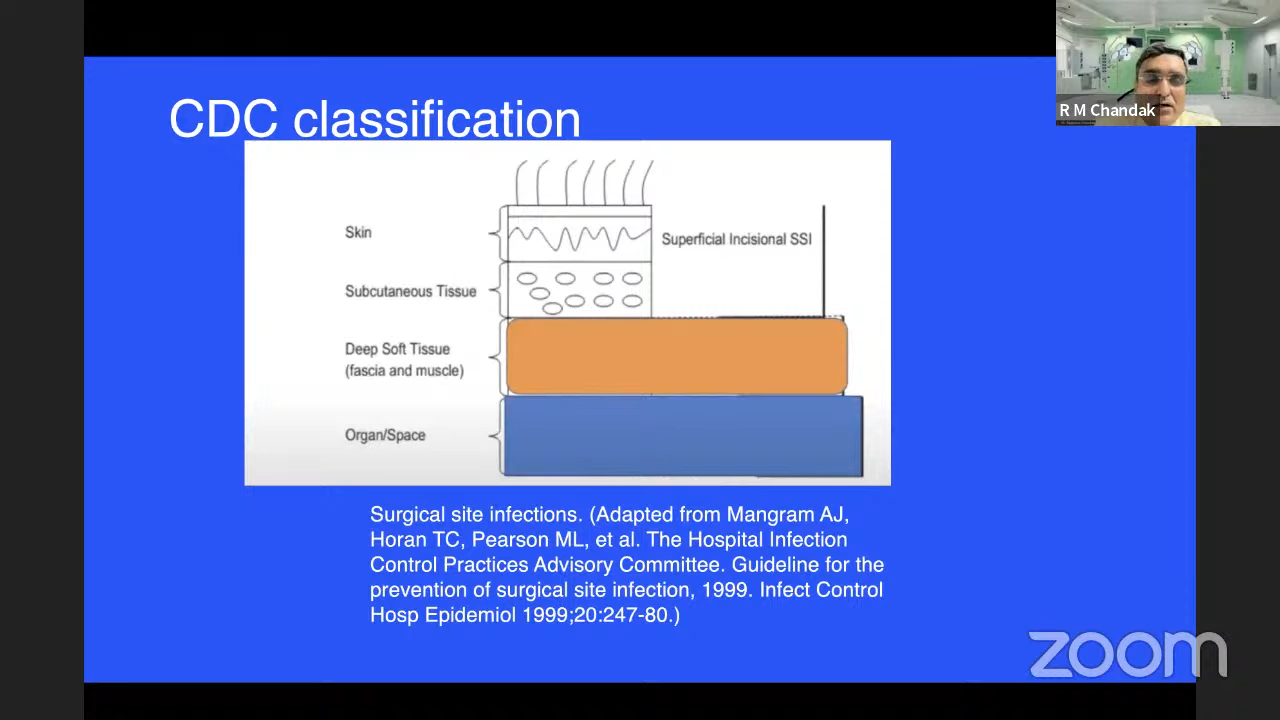 CDC classification
R M Chandak
Skin
Superficial Incisional SSI
Subcutaneous Tissue
Deep Soft Tissue
(fascia and muscle)
Organ/Space
Surgical site infections. (Adapted from Mangram AJ,
Horan TC, Pearson ML, et al. The Hospital Infection
Control Practices Advisory Committee. Guideline for the
prevention of surgical site infection, 1999. Infect Control
Hosp Epidemiol 1999;20:247-80.)
zoom